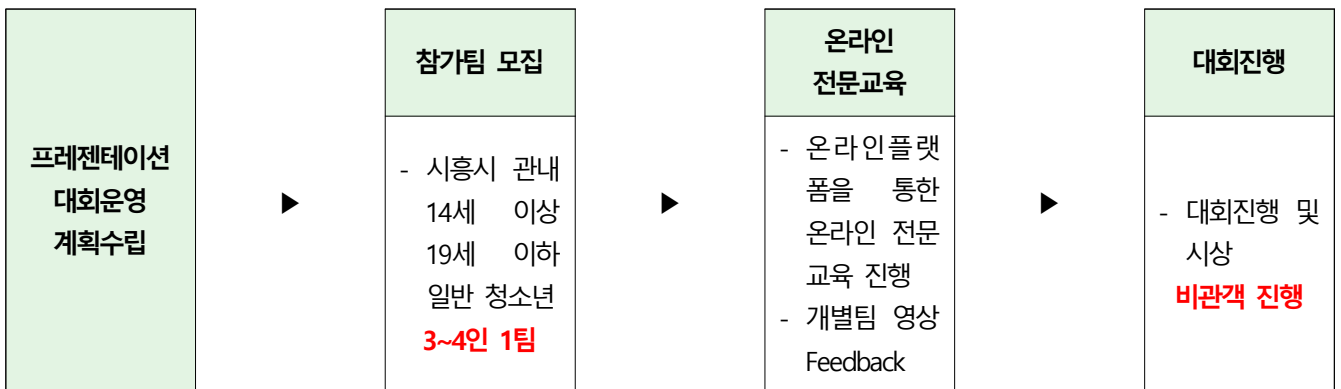 프레젠테이션
대회운영
계획수립
▶
참가팀 모집
- 시흥시 관내
14세 이상
19세 이하
일반 청소년
3~4인 1팀
▶
온라인
전문교육
- 온라인플랫
폼을 통한
온라인 전문
교육 진행
- 개별팀 영상
Feedback
▶
대회진행
- 대회진행 및
시상
비관객 진행